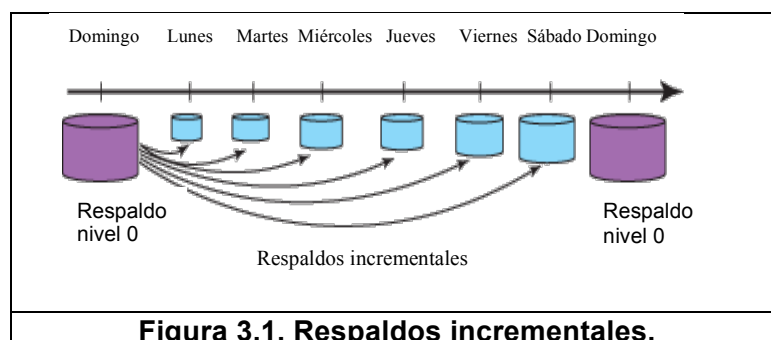 Domingo Lunes Martes Miércoles Jueves Viernes Sábado Domingo
Respaldo
nivel 0
Respaldo
nivel 0
Respaldos incrementales
Figura 3.1. Respaldos incrementales.